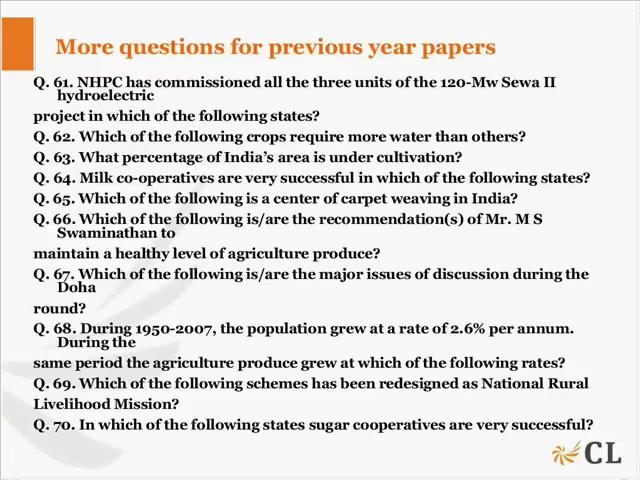 More questions for previous year papers
Q. 61. NHPC has commissioned all the three units of the 120-Mw Sewa II
hydroelectric
project in which of the following states?
Q. 62. Which of the following crops require more water than others?
Q. 63. What percentage of India's area is under cultivation?
Q. 64. Milk co-operatives are very successful in which of the following states?
Q. 65. Which of the following is a center of carpet weaving in India?
Q. 66. Which of the following is/are the recommendation(s) of Mr. M S
Swaminathan to
maintain a healthy level of agriculture produce?
Q. 67. Which of the following is/are the major issues of discussion during the
Doha
round?
Q. 68. During 1950-2007, the population grew at a rate of 2.6% per annum.
During the
same period the agriculture produce grew at which of the following rates?
Q. 69. Which of the following schemes has been redesigned as National Rural
Livelihood Mission?
Q. 70. In which of the following states sugar cooperatives are very successful?
CL